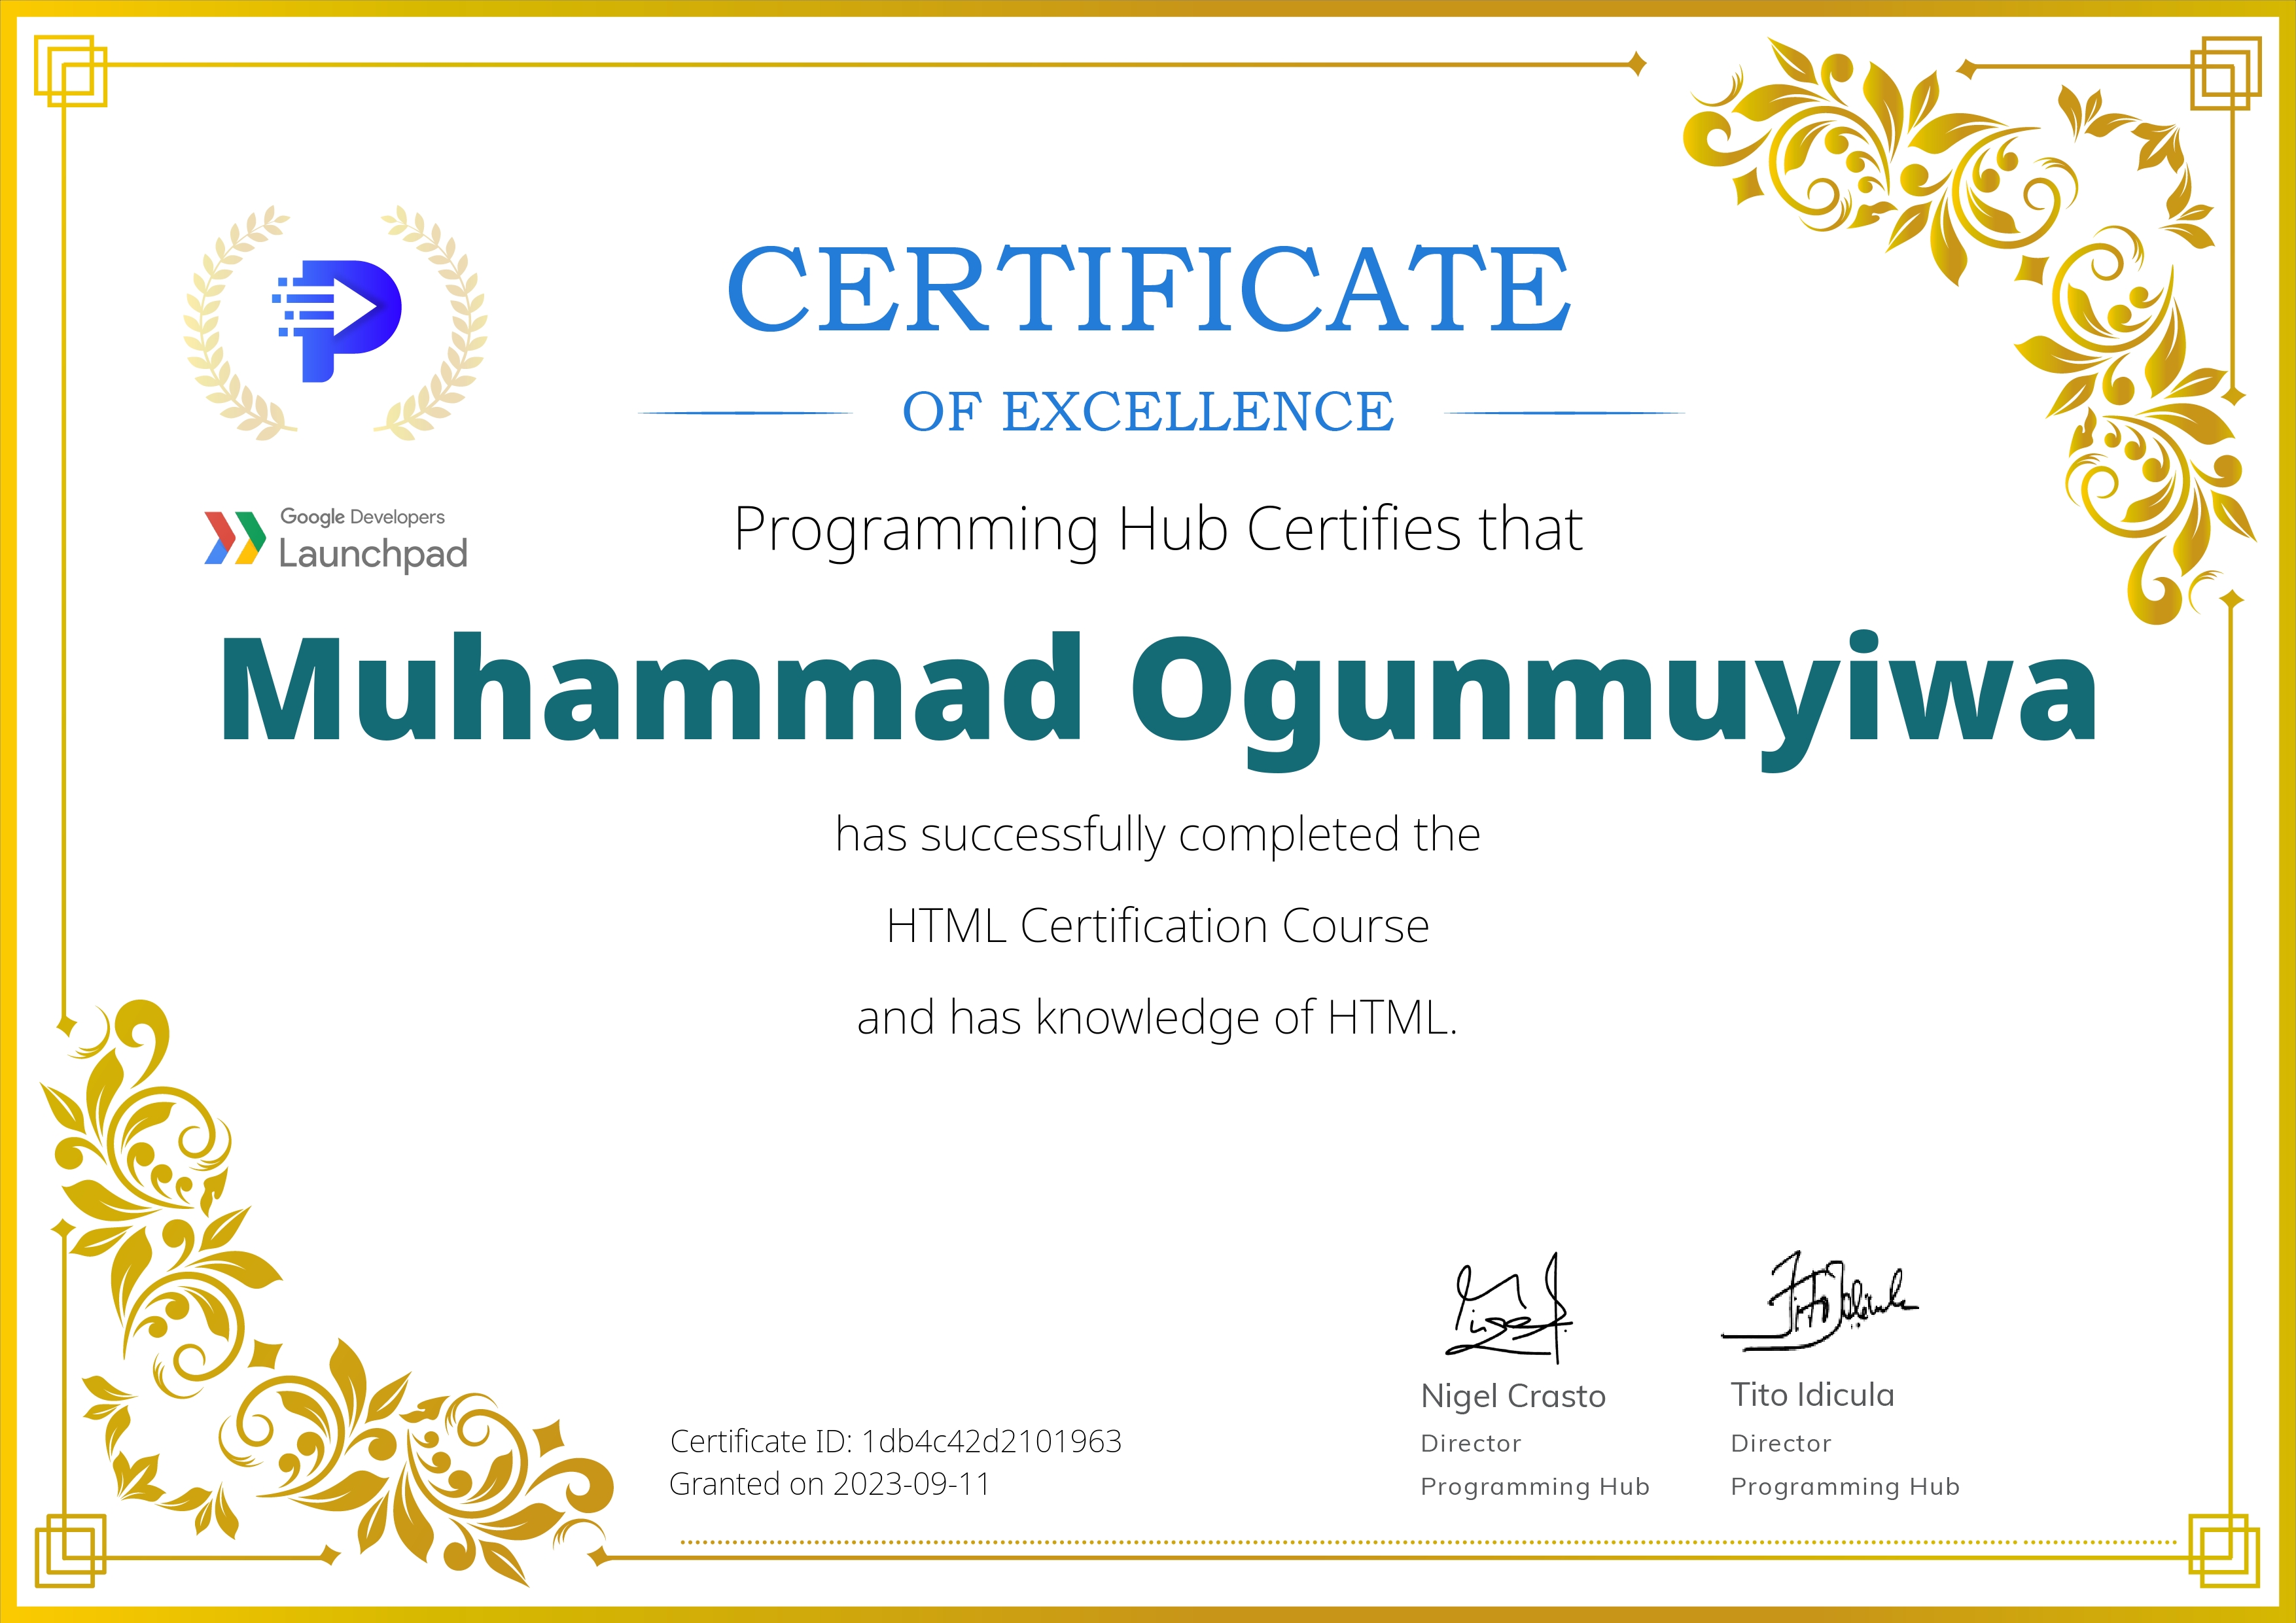 CERTIFICATE
OF EXCELLENCE
Google Developers
Launchpad
Programming Hub Certifies that
Muhammad Ogunmuyiwa
has successfully completed the
HTML Certification Course
and has knowledge of HTML.
Certificate ID: 1db4c42d2101963
Granted on 2023-09-11
Nigel Crasto
Director
Programming Hub
Tito Idicula
Tito Idicula
Director
Programming Hub